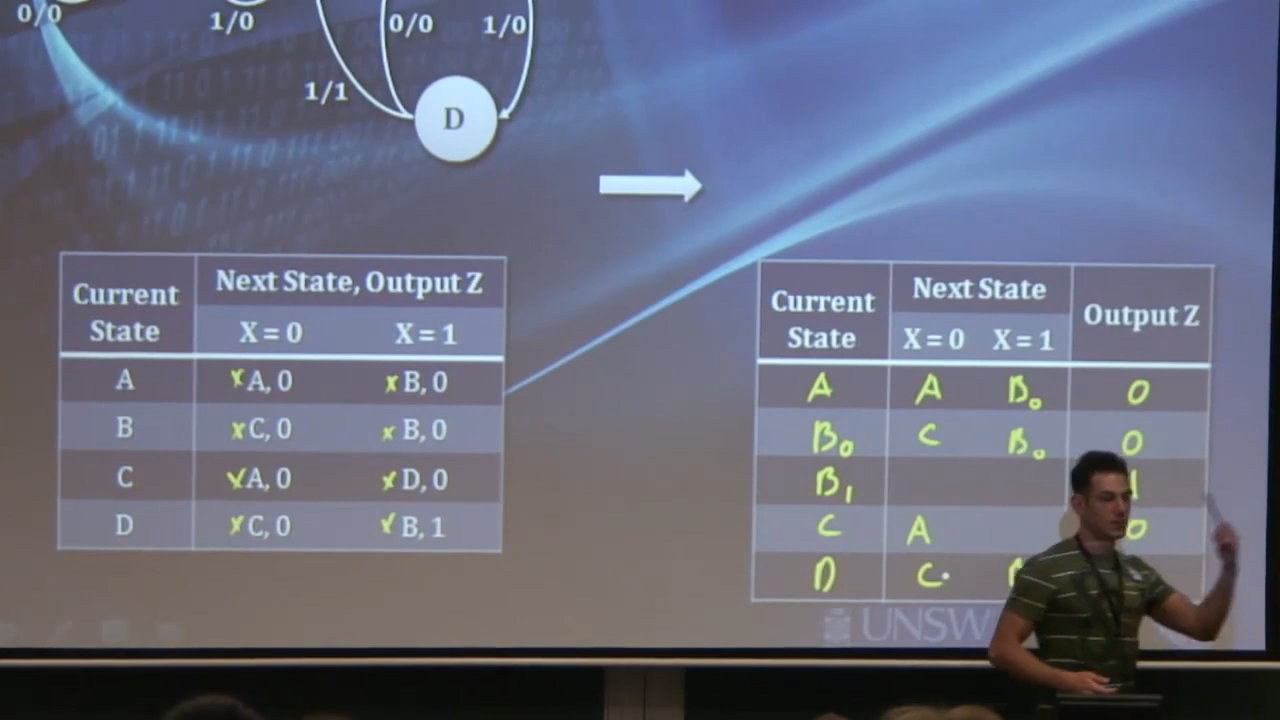 0/0
1/0
0/0
1/0
1/1
D
Current State
Next State, Output Z
X = 0
X = 1
A
A, 0
B, 0
B
C, 0
B, 0
C
A, 0
D, 0
D
C, 0
B, 1
Current State
Next State
Output Z
X = 0
X = 1
A
A
B₀
0
B₀
C
B₀
0
B₁
1
C
A
0
D
C
UNSW